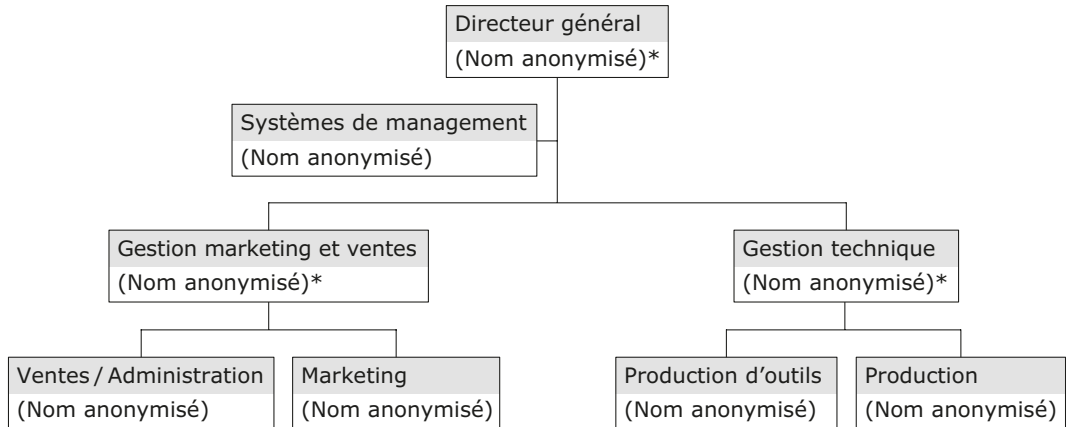 Directeur général
(Nom anonymisé)*
Systèmes de management
(Nom anonymisé)
Gestion marketing et ventes
(Nom anonymisé)*
Gestion technique
(Nom anonymisé)*
Ventes / Administration
(Nom anonymisé)
Marketing
(Nom anonymisé)
Production d’outils
(Nom anonymisé)
Production
(Nom anonymisé)